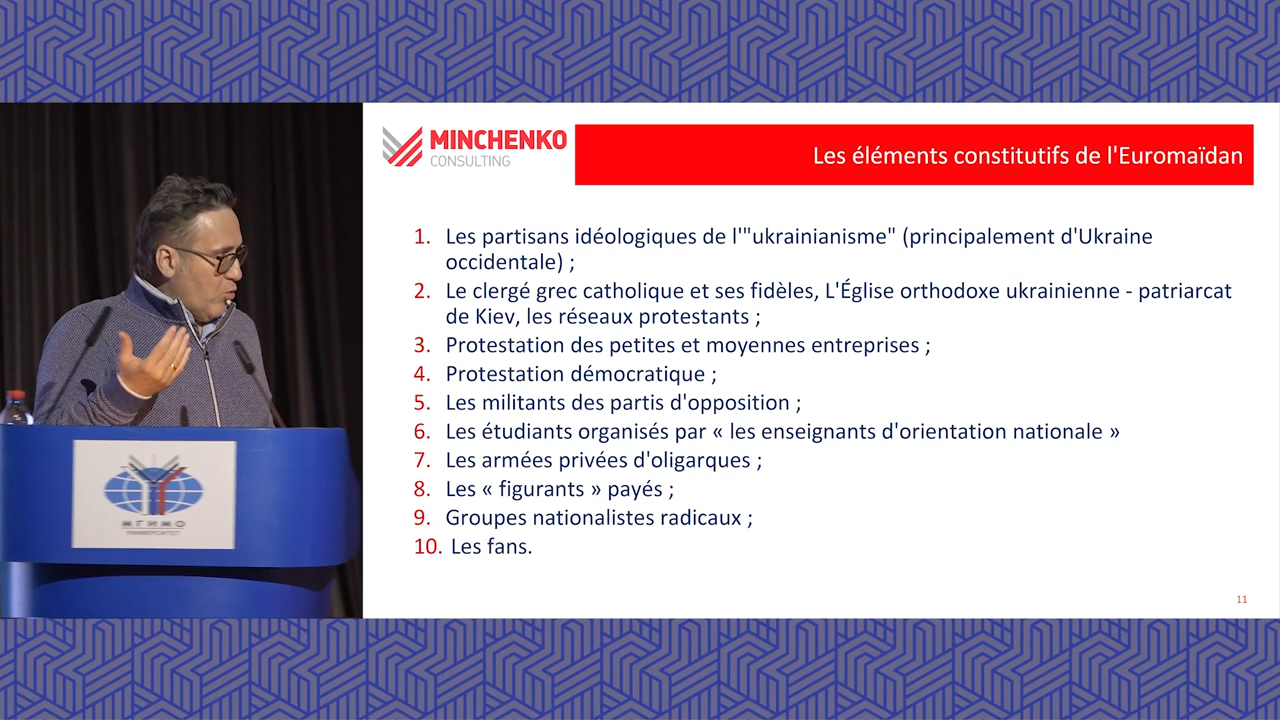 MINCHENKO
CONSULTING
Les éléments constitutifs de l'Euromaïdan
1. Les partisans idéologiques de l'"ukrainianisme" (principalement d'Ukraine
occidentale) ;
2. Le clergé grec catholique et ses fidèles, L'Église orthodoxe ukrainienne - patriarcat
de Kiev, les réseaux protestants ;
3. Protestation des petites et moyennes entreprises ;
4. Protestation démocratique ;
5. Les militants des partis d'opposition ;
6. Les étudiants organisés par « les enseignants d'orientation nationale »
7. Les armées privées d'oligarques ;
8. Les « figurants » payés ;
9. Groupes nationalistes radicaux ;
10. Les fans.
11
МГИМО
УНИВЕРСИТЕТ